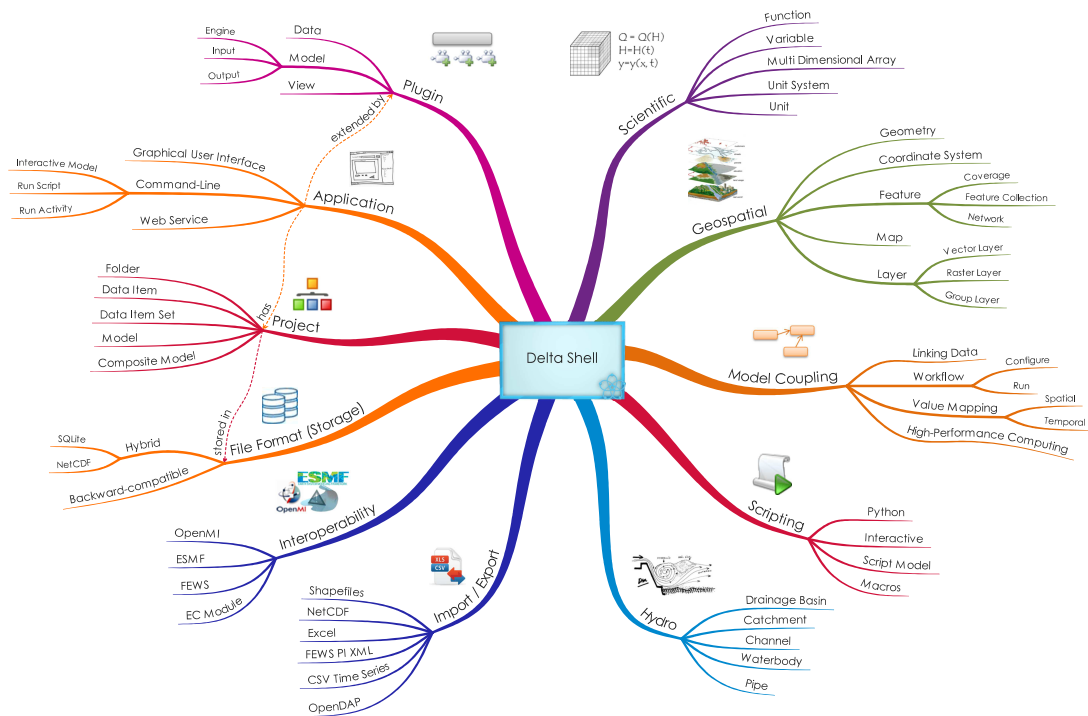 Delta Shell
Plugin
Data
Model
Engine
Input
Output
View
extended by
Application
Graphical User Interface
Command-Line
Interactive Model
Run Script
Run Activity
Web Service
has
Project
Folder
Data Item
Data Item Set
Model
Composite Model
stored in
File Format (Storage)
Hybrid
SQLite
NetCDF
Backward-compatible
Interoperability
ESMF
OpenMI
OpenMI
ESMF
FEWS
EC Module
Import / Export
XLS
CSV
Shapefiles
NetCDF
Excel
FEWS PI XML
CSV Time Series
OpenDAP
Scientific
Q = Q(H)
H=H(t)
y=y(x, t)
Function
Variable
Multi Dimensional Array
Unit System
Unit
Geospatial
Geometry
Coordinate System
Feature
Coverage
Feature Collection
Network
Map
Layer
Vector Layer
Raster Layer
Group Layer
Model Coupling
Linking Data
Workflow
Configure
Run
Value Mapping
Spatial
Temporal
High-Performance Computing
Scripting
Python
Interactive
Script Model
Macros
Hydro
Drainage Basin
Catchment
Channel
Waterbody
Pipe